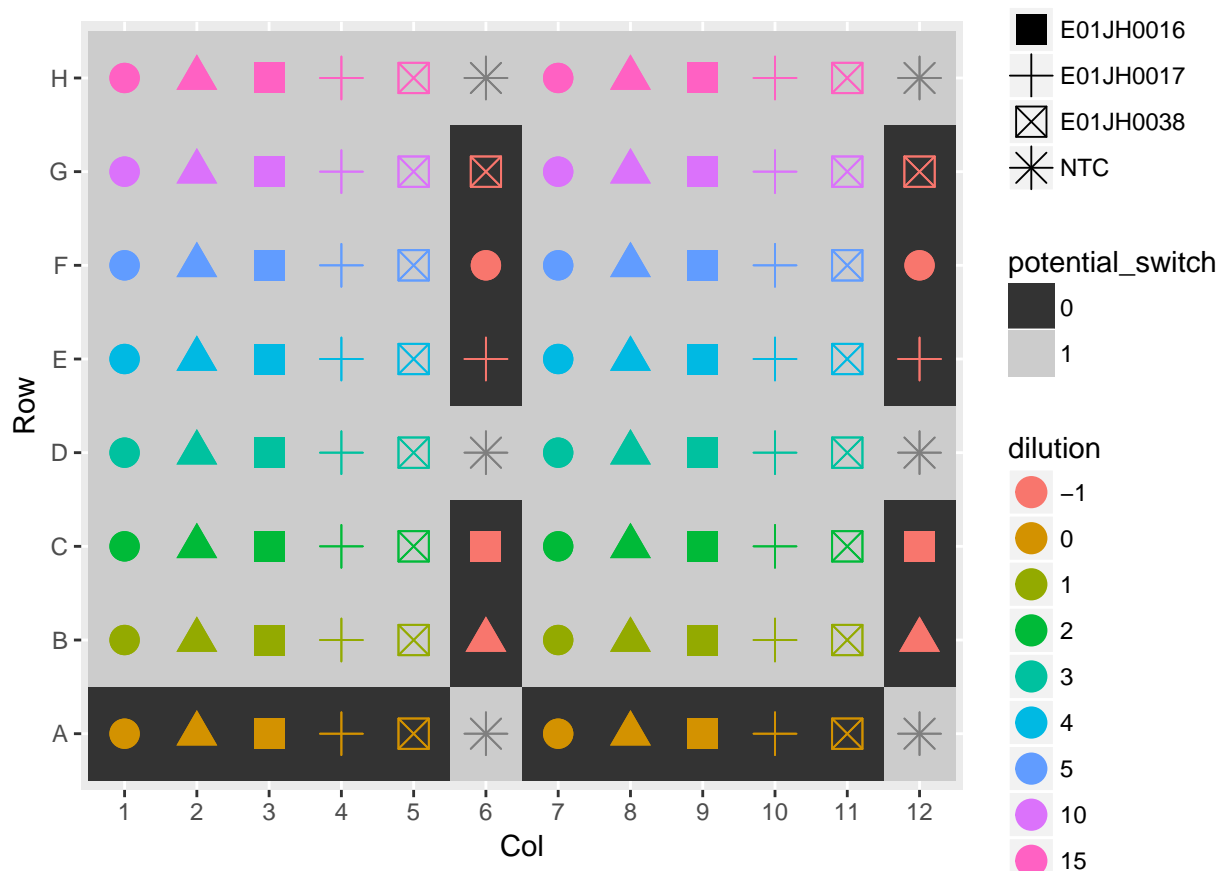 Row
H
G
F
E
D
C
B
A
1 2 3 4 5 6 7 8 9 10 11 12
Col
E01JH0016
E01JH0017
E01JH0038
NTC
potential_switch
0
1
dilution
−1
0
1
2
3
4
5
10
15